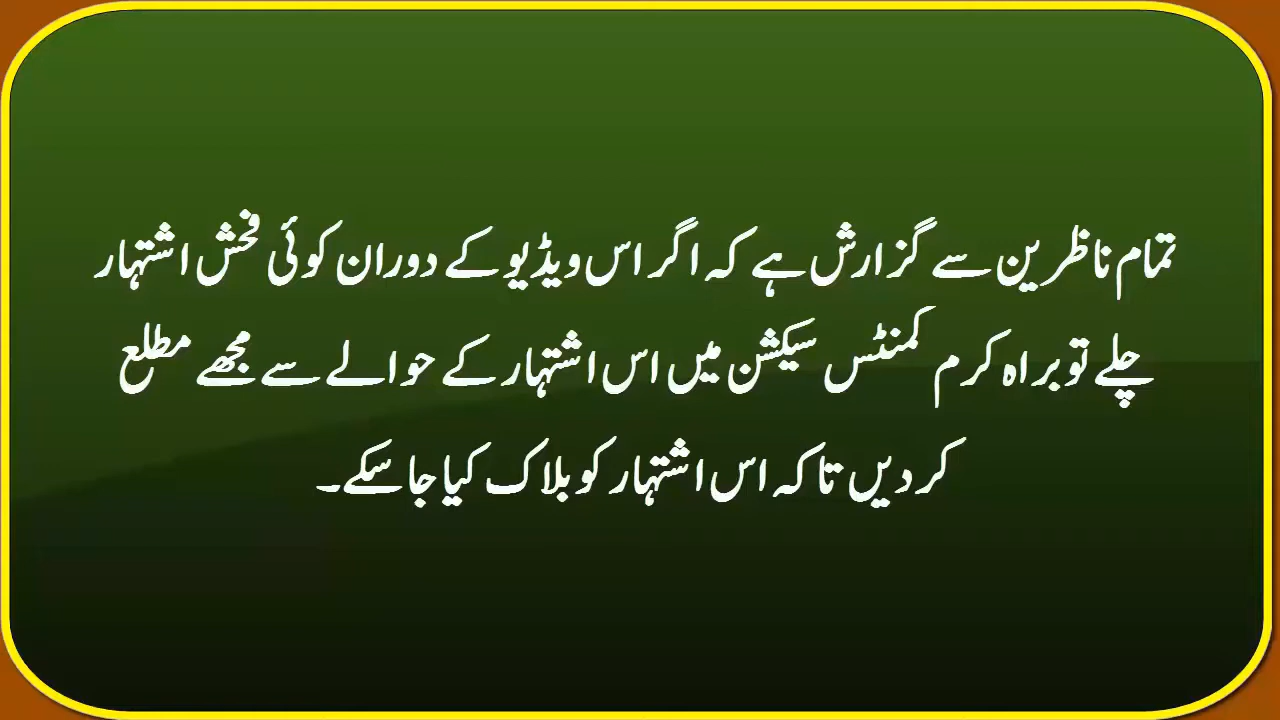 تمام ناظرین سے گزارش ہے کہ اگر اس ویڈیو کے دوران کوئی فحش اشتہار
چلے تو براہ کرم کمنٹس سیکشن میں اس اشتہار کے حوالے سے مجھے مطلع
کر دیں تاکہ اس اشتہار کو بلاک کیا جا سکے۔